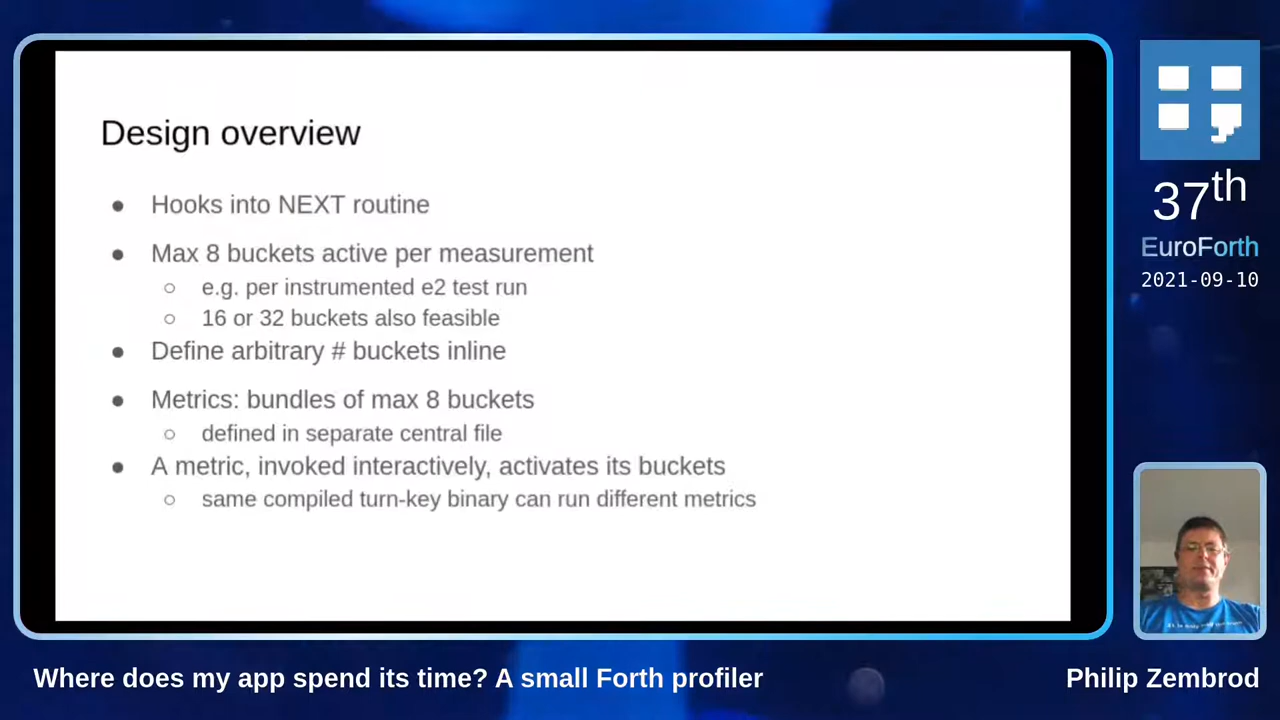 Design overview
● Hooks into NEXT routine
● Max 8 buckets active per measurement
○ e.g. per instrumented e2 test run
○ 16 or 32 buckets also feasible
● Define arbitrary # buckets inline
● Metrics: bundles of max 8 buckets
○ defined in separate central file
● A metric, invoked interactively, activates its buckets
○ same compiled turn-key binary can run different metrics
37th
EuroForth
2021-09-10
Where does my app spend its time? A small Forth profiler
Philip Zembrod